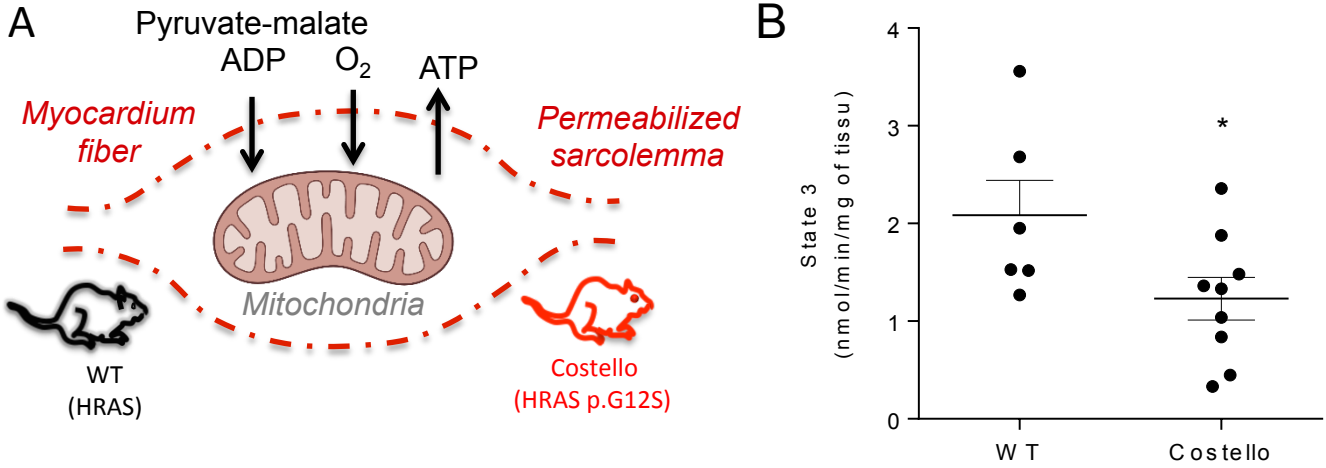 A
Pyruvate-malate
ADP
O₂
ATP
Myocardium
fiber
Permeabilized
sarcolemma
Mitochondria
WT
(HRAS)
Costello
(HRAS p.G12S)
B
State 3
(nmol/min/mg of tissu)
4
3
2
1
0
*
WT
Costello